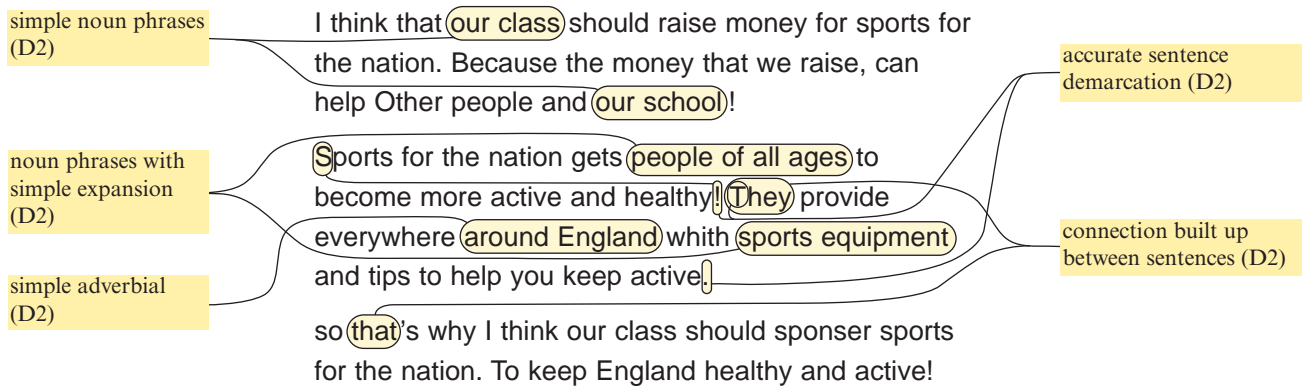 simple noun phrases
(D2)
I think that our class should raise money for sports for
the nation. Because the money that we raise, can
help Other people and our school!
accurate sentence
demarcation (D2)
noun phrases with
simple expansion
(D2)
Sports for the nation gets people of all ages to
become more active and healthy! They provide
everywhere around England whith sports equipment
and tips to help you keep active.
connection built up
between sentences (D2)
simple adverbial
(D2)
so that's why I think our class should sponser sports
for the nation. To keep England healthy and active!